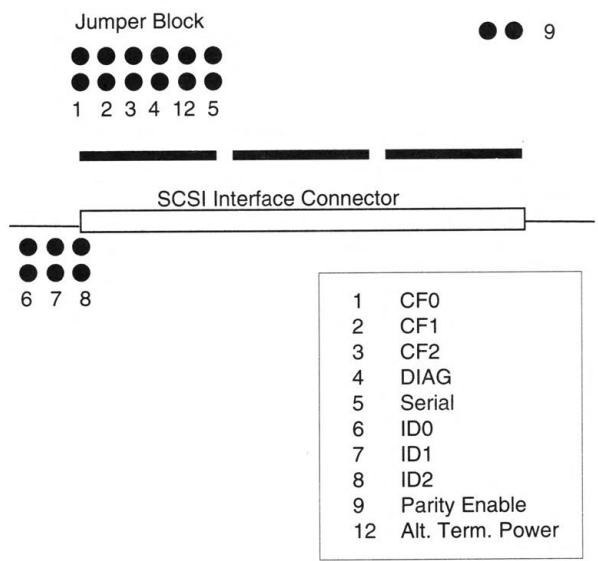 Jumper Block
9
1 2 3 4 12 5
SCSI Interface Connector
6 7 8
1 CF0
2 CF1
3 CF2
4 DIAG
5 Serial
6 ID0
7 ID1
8 ID2
9 Parity Enable
12 Alt. Term. Power